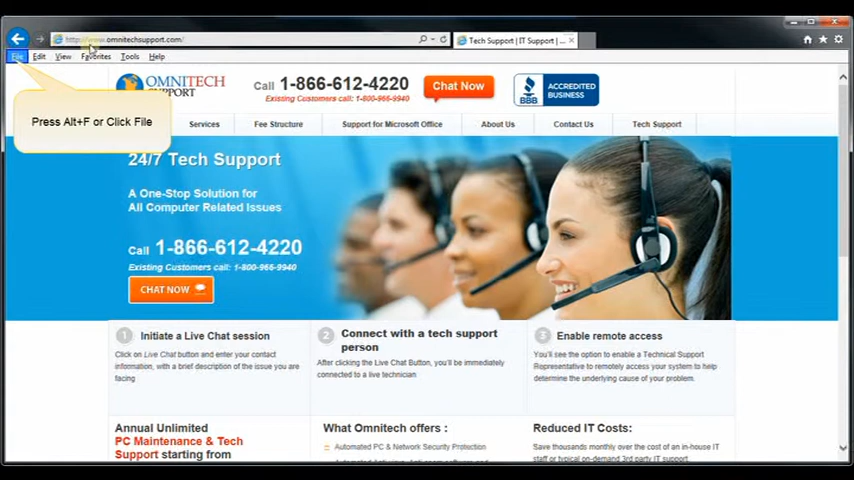 http://www.omnitechsupport.com/
Tech Support | IT Support | ...
File Edit View Favorites Tools Help
Press Alt+F or Click File
OMNITECH
SUPPORT
Call 1-866-612-4220
Existing Customers call: 1-800-966-9940
Chat Now
BBB
ACCREDITED
BUSINESS
Services Fee Structure Support for Microsoft Office About Us Contact Us Tech Support
24/7 Tech Support
A One-Stop Solution for
All Computer Related Issues
Call 1-866-612-4220
Existing Customers call: 1-800-966-9940
CHAT NOW
1 Initiate a Live Chat session
Click on Live Chat button and enter your contact
information, with a brief description of the issue you are
facing
2 Connect with a tech support
person
After clicking the Live Chat Button, you'll be immediately
connected to a live technician
3 Enable remote access
You'll see the option to enable a Technical Support
Representative to remotely access your system to help
determine the underlying cause of your problem.
Annual Unlimited
PC Maintenance & Tech
Support starting from
What Omnitech offers :
Automated PC & Network Security Protection
Reduced IT Costs:
Save thousands monthly over the cost of an in-house IT
staff or typical on-demand 3rd party IT support.